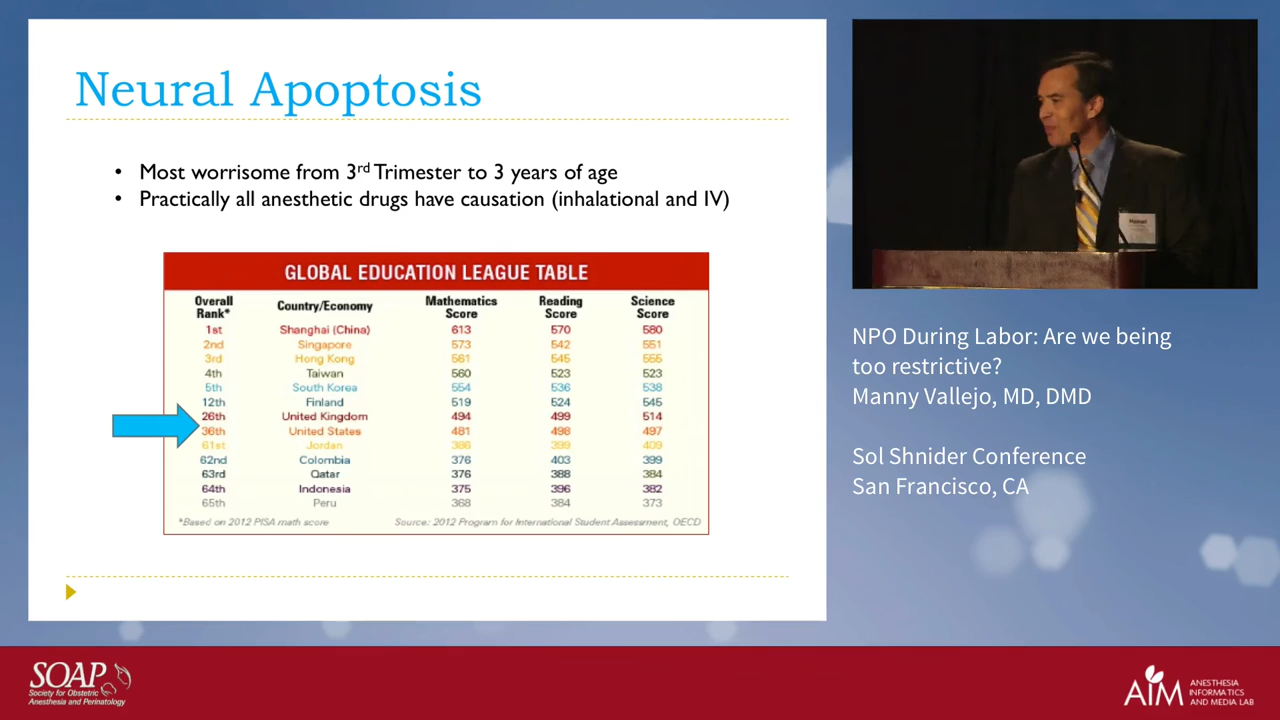 Neural Apoptosis
• Most worrisome from 3rd Trimester to 3 years of age
• Practically all anesthetic drugs have causation (inhalational and IV)
GLOBAL EDUCATION LEAGUE TABLE
Overall Rank* Country/Economy Mathematics Score Reading Score Science Score
1st Shanghai (China) 613 570 580
2nd Singapore 573 542 551
3rd Hong Kong 561 545 555
4th Taiwan 560 523 523
5th South Korea 554 536 538
12th Finland 519 524 545
26th United Kingdom 494 499 514
36th United States 481 498 497
61st Jordan 386 399 409
62nd Colombia 376 403 399
63rd Qatar 376 388 384
64th Indonesia 375 396 382
65th Peru 368 384 373
*Based on 2012 PISA math score Source: 2012 Program for International Student Assessment, OECD
Manuel
NPO During Labor: Are we being
too restrictive?
Manny Vallejo, MD, DMD
Sol Shnider Conference
San Francisco, CA
SOAP
Society for Obstetric
Anesthesia and Perinatology
AIM
ANESTHESIA
INFORMATICS
AND MEDIA LAB